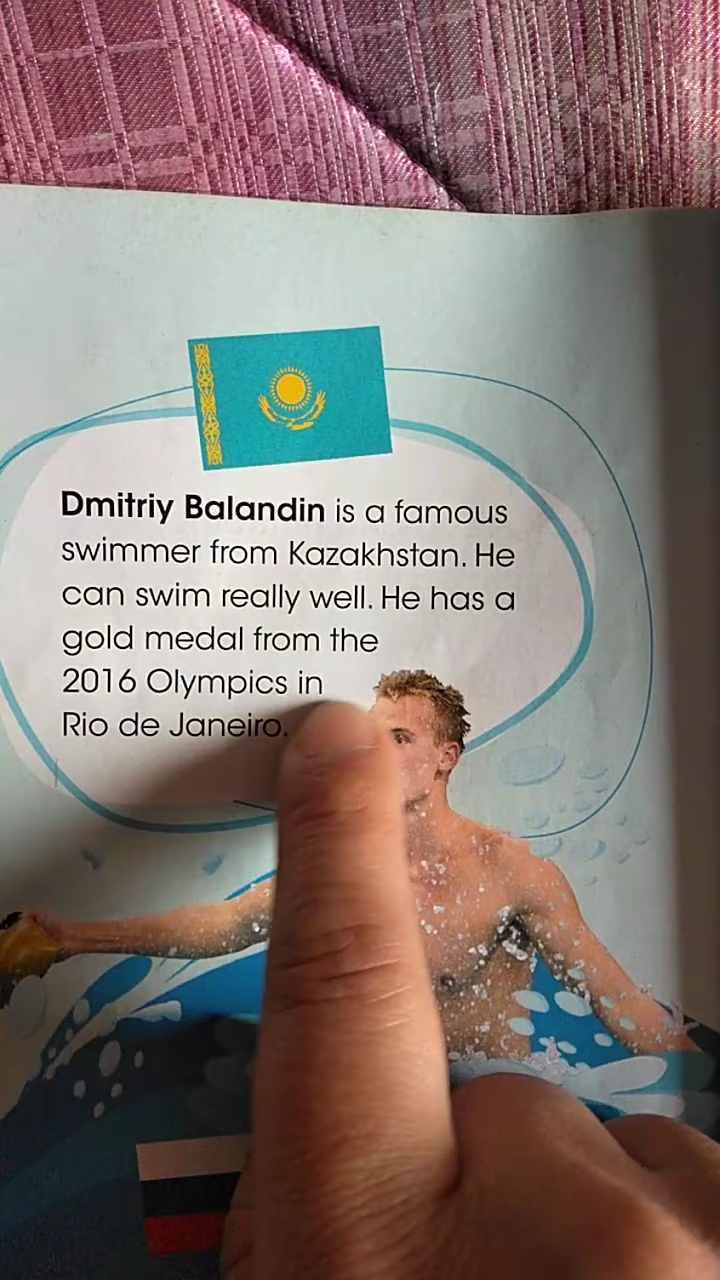 Dmitriy Balandin is a famous
swimmer from Kazakhstan. He
can swim really well. He has a
gold medal from the
2016 Olympics in
Rio de Janeiro.